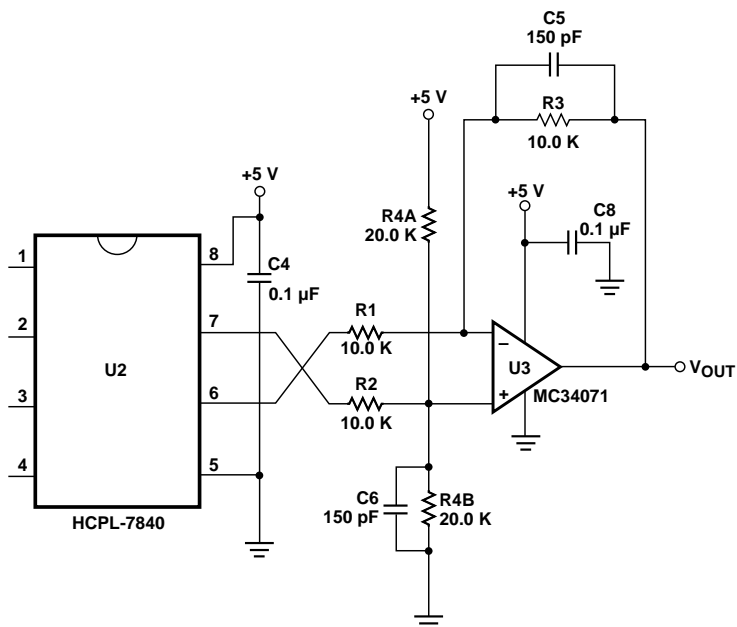 C5
150 pF
+5 V
R3
10.0 K
+5 V
+5 V
C8
0.1 µF
R4A
20.0 K
8
C4
0.1 µF
1
R1
7
2
10.0 K
–
U3
VOUT
U2
R2
6
+
MC34071
3
10.0 K
5
4
C6
150 pF
R4B
20.0 K
HCPL-7840